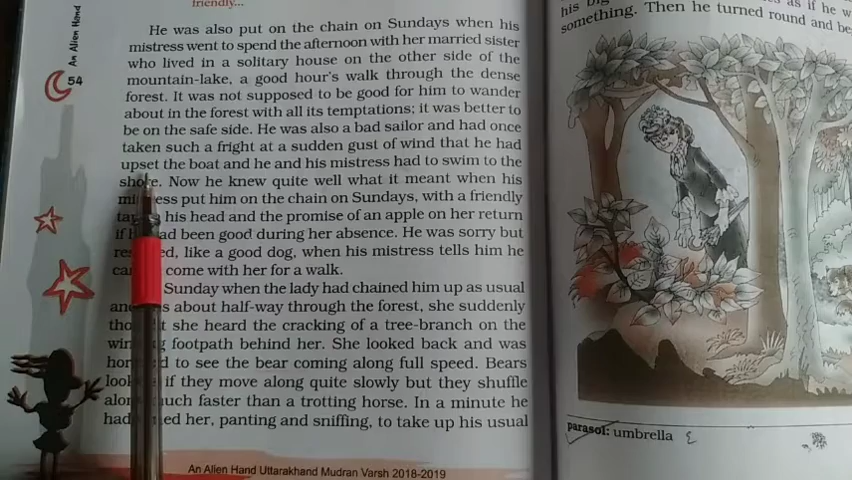 friendly...
An Alien Hand
54
He was also put on the chain on Sundays when his
mistress went to spend the afternoon with her married sister
who lived in a solitary house on the other side of the
mountain-lake, a good hour's walk through the dense
forest. It was not supposed to be good for him to wander
about in the forest with all its temptations; it was better to
be on the safe side. He was also a bad sailor and had once
taken such a fright at a sudden gust of wind that he had
upset the boat and he and his mistress had to swim to the
shore. Now he knew quite well what it meant when his
mistress put him on the chain on Sundays, with a friendly
his head and the promise of an apple on her return
if been good during her absence. He was sorry but
like a good dog, when his mistress tells him he
come with her for a walk.
Sunday when the lady had chained him up as usual
about half-way through the forest, she suddenly
she heard the cracking of a tree-branch on the
footpath behind her. She looked back and was
to see the bear coming along full speed. Bears
if they move along quite slowly but they shuffle
much faster than a trotting horse. In a minute he
had her, panting and sniffing, to take up his usual
An Alien Hand Uttarakhand Mudran Varsh 2018-2019
his as if he w
something. Then he turned round and be
parasol: umbrella